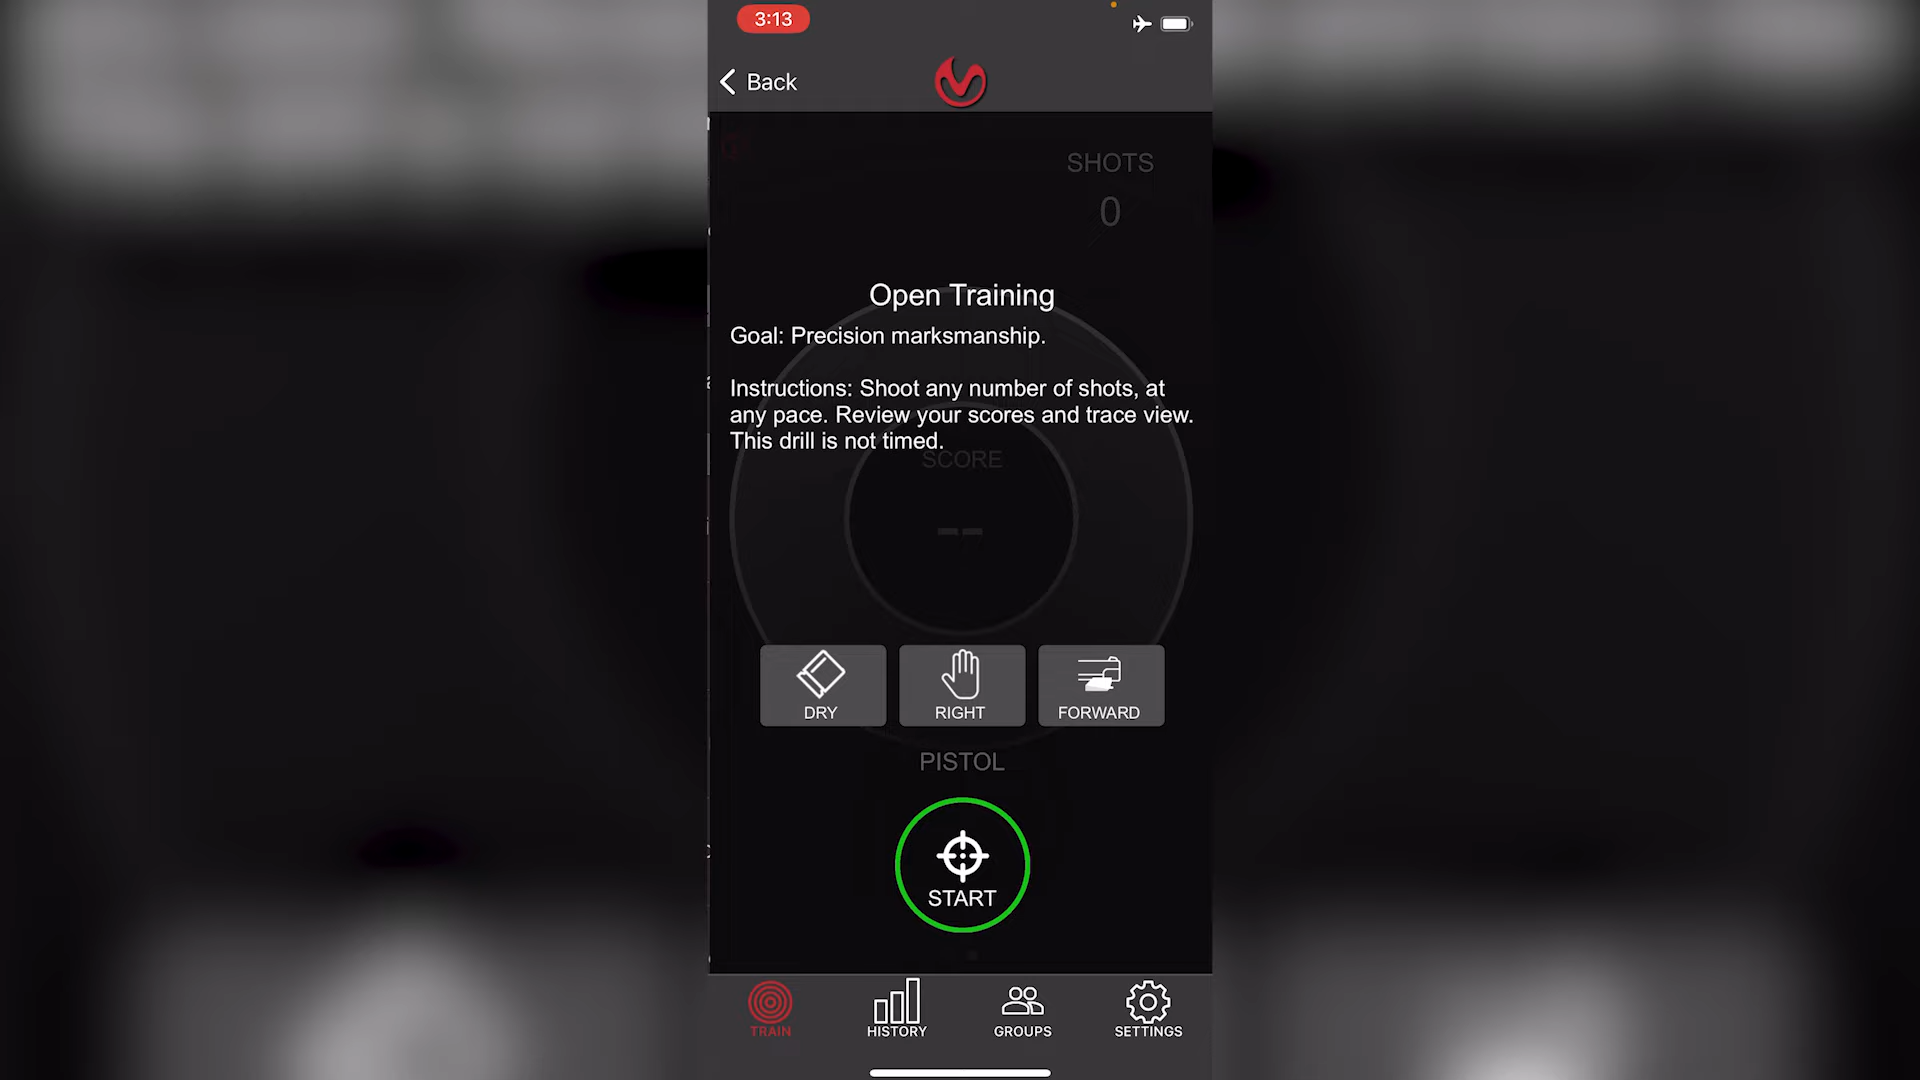 3:13
Back
SHOTS
0
Open Training
Goal: Precision marksmanship.
Instructions: Shoot any number of shots, at
any pace. Review your scores and trace view.
This drill is not timed.
SCORE
--
DRY
RIGHT
FORWARD
PISTOL
START
TRAIN
HISTORY
GROUPS
SETTINGS